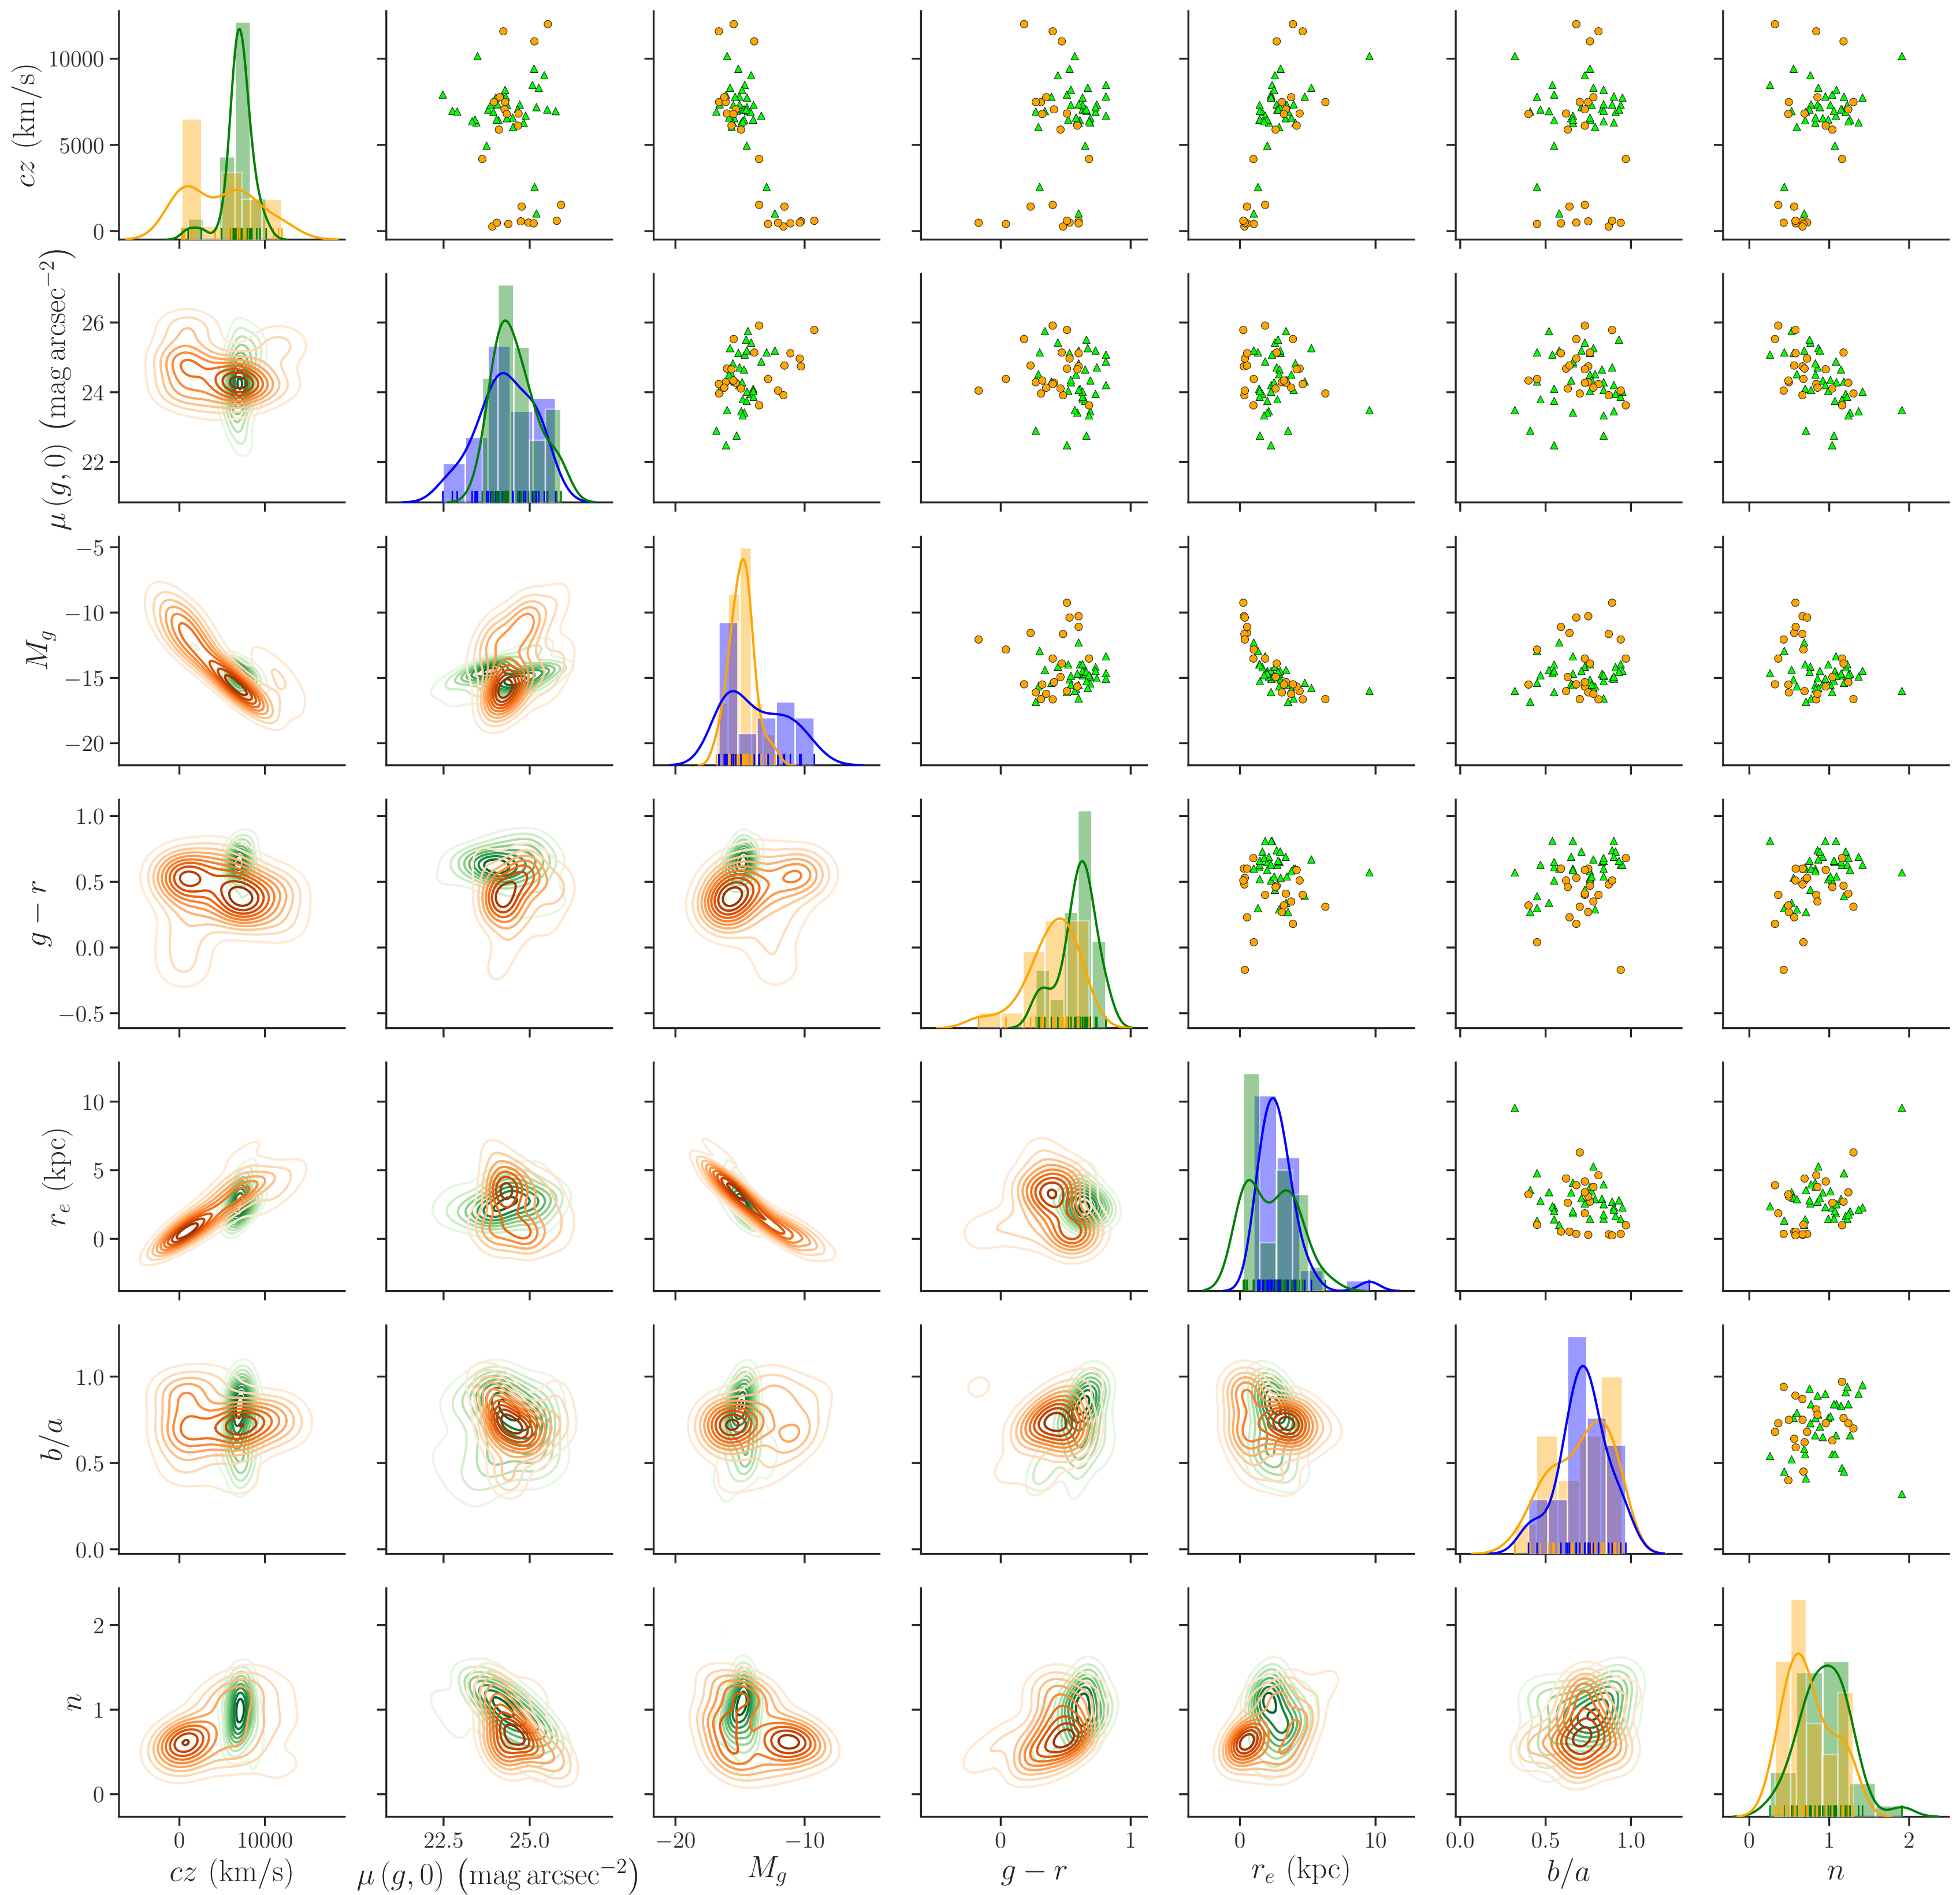 10000
5000
0
cz (km/s)
26
24
22
μ (g, 0) (mag arcsec⁻²)
−5
−10
−15
−20
M_g
1.0
0.5
0.0
−0.5
g − r
10
5
0
r_e (kpc)
1.0
0.5
0.0
b/a
2
1
0
n
0 10000 22.5 25.0 −20 −10 0 1 0 10 0.0 0.5 1.0 0 1 2
cz (km/s) μ (g, 0) (mag arcsec⁻²) M_g g − r r_e (kpc) b/a n